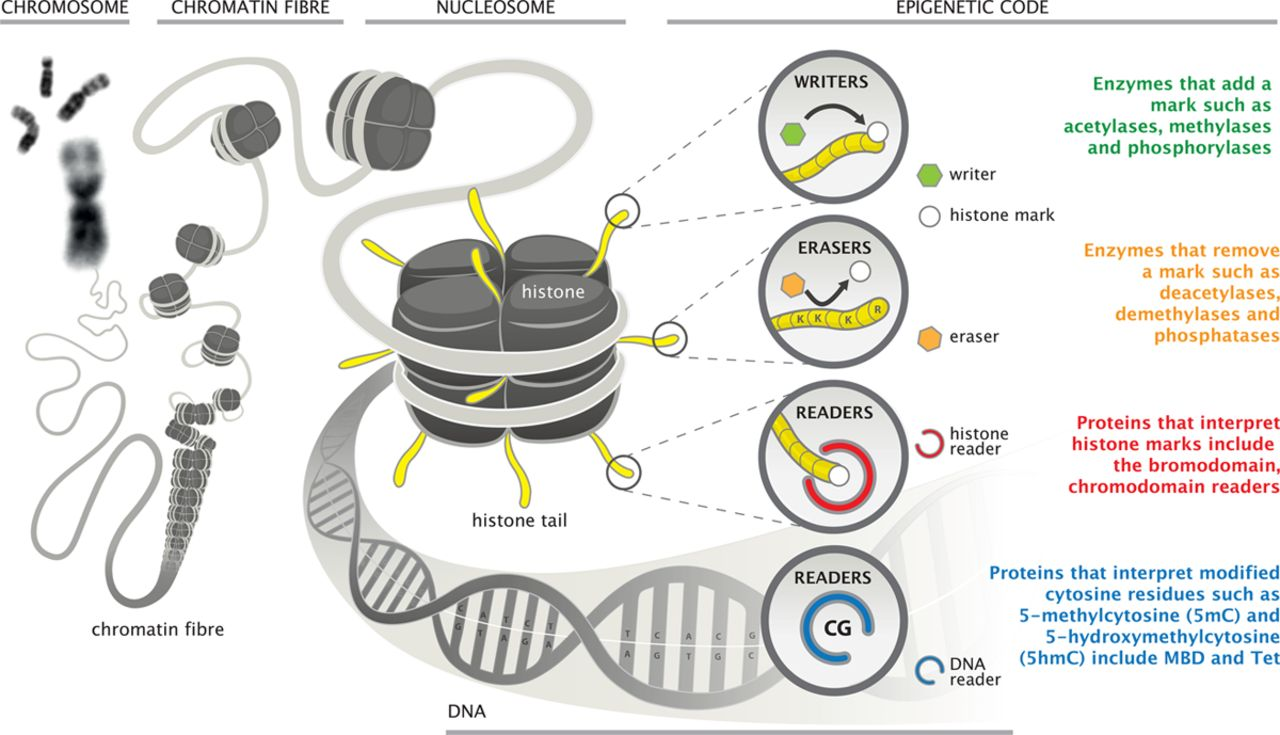 CHROMOSOME
CHROMATIN FIBRE
NUCLEOSOME
EPIGENETIC CODE
WRITERS
Enzymes that add a
mark such as
acetylases, methylases
and phosphorylases
writer
histone mark
ERASERS
K K K R
Enzymes that remove
a mark such as
deacetylases,
demethylases and
phosphatases
eraser
histone
READERS
histone
reader
Proteins that interpret
histone marks include
the bromodomain,
chromodomain readers
histone tail
READERS
CG
DNA
reader
Proteins that interpret modified
cytosine residues such as
5-methylcytosine (5mC) and
5-hydroxymethylcytosine
(5hmC) include MBD and Tet
chromatin fibre
C A T C T
G T A G A
T C A C G
A G T G C
DNA